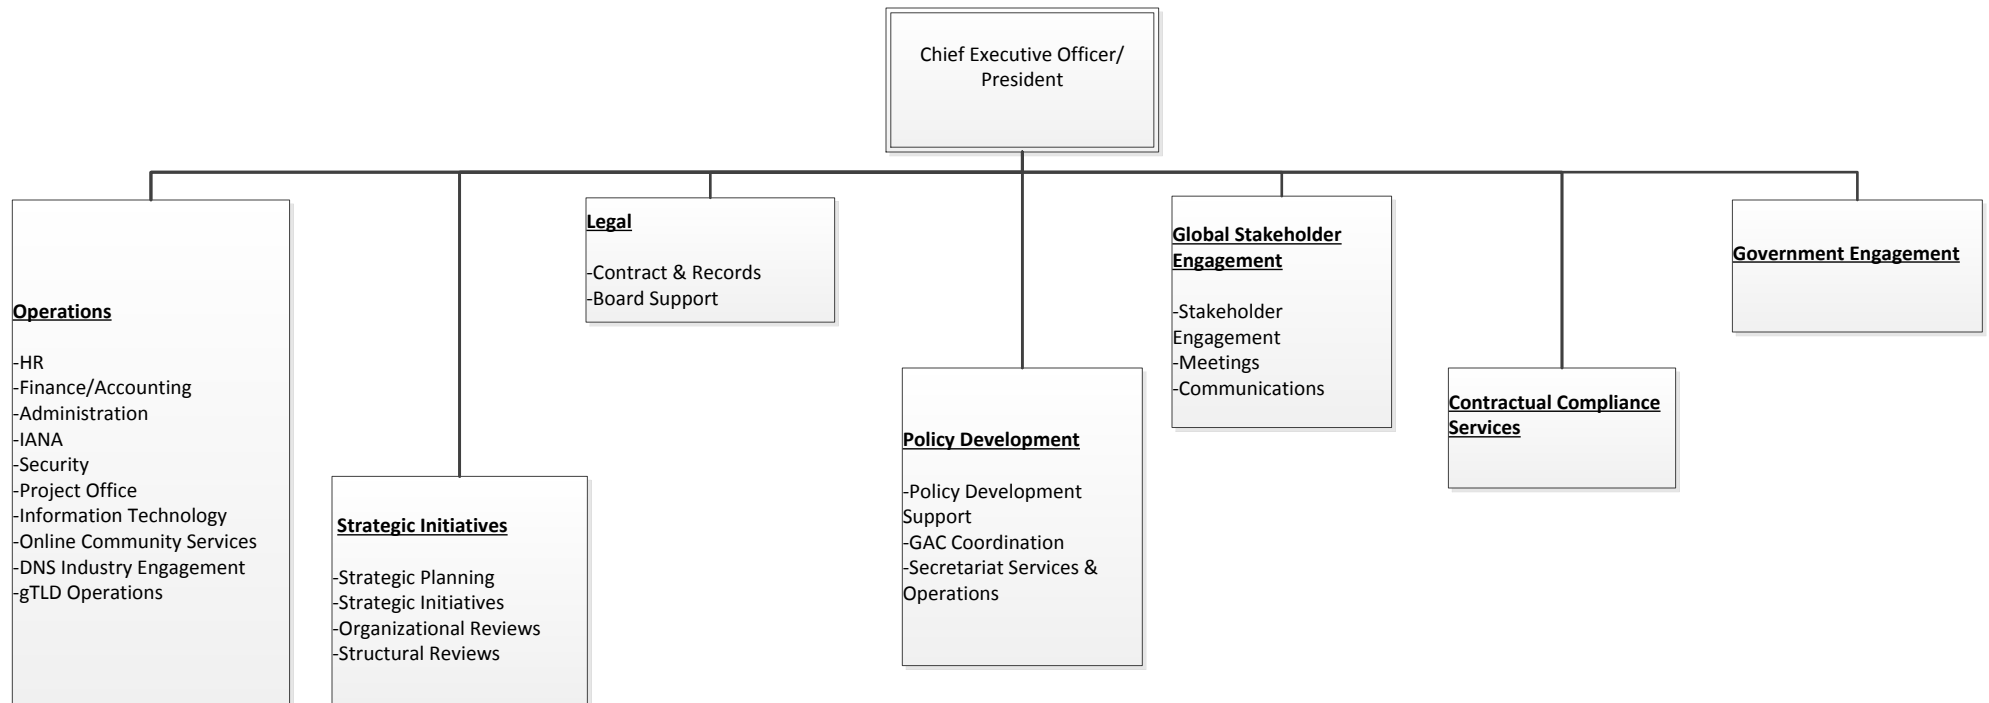 Chief Executive Officer/
President
Operations
-HR
-Finance/Accounting
-Administration
-IANA
-Security
-Project Office
-Information Technology
-Online Community Services
-DNS Industry Engagement
-gTLD Operations
Strategic Initiatives
-Strategic Planning
-Strategic Initiatives
-Organizational Reviews
-Structural Reviews
Legal
-Contract & Records
-Board Support
Policy Development
-Policy Development
Support
-GAC Coordination
-Secretariat Services &
Operations
Global Stakeholder
Engagement
-Stakeholder
Engagement
-Meetings
-Communications
Contractual Compliance
Services
Government Engagement